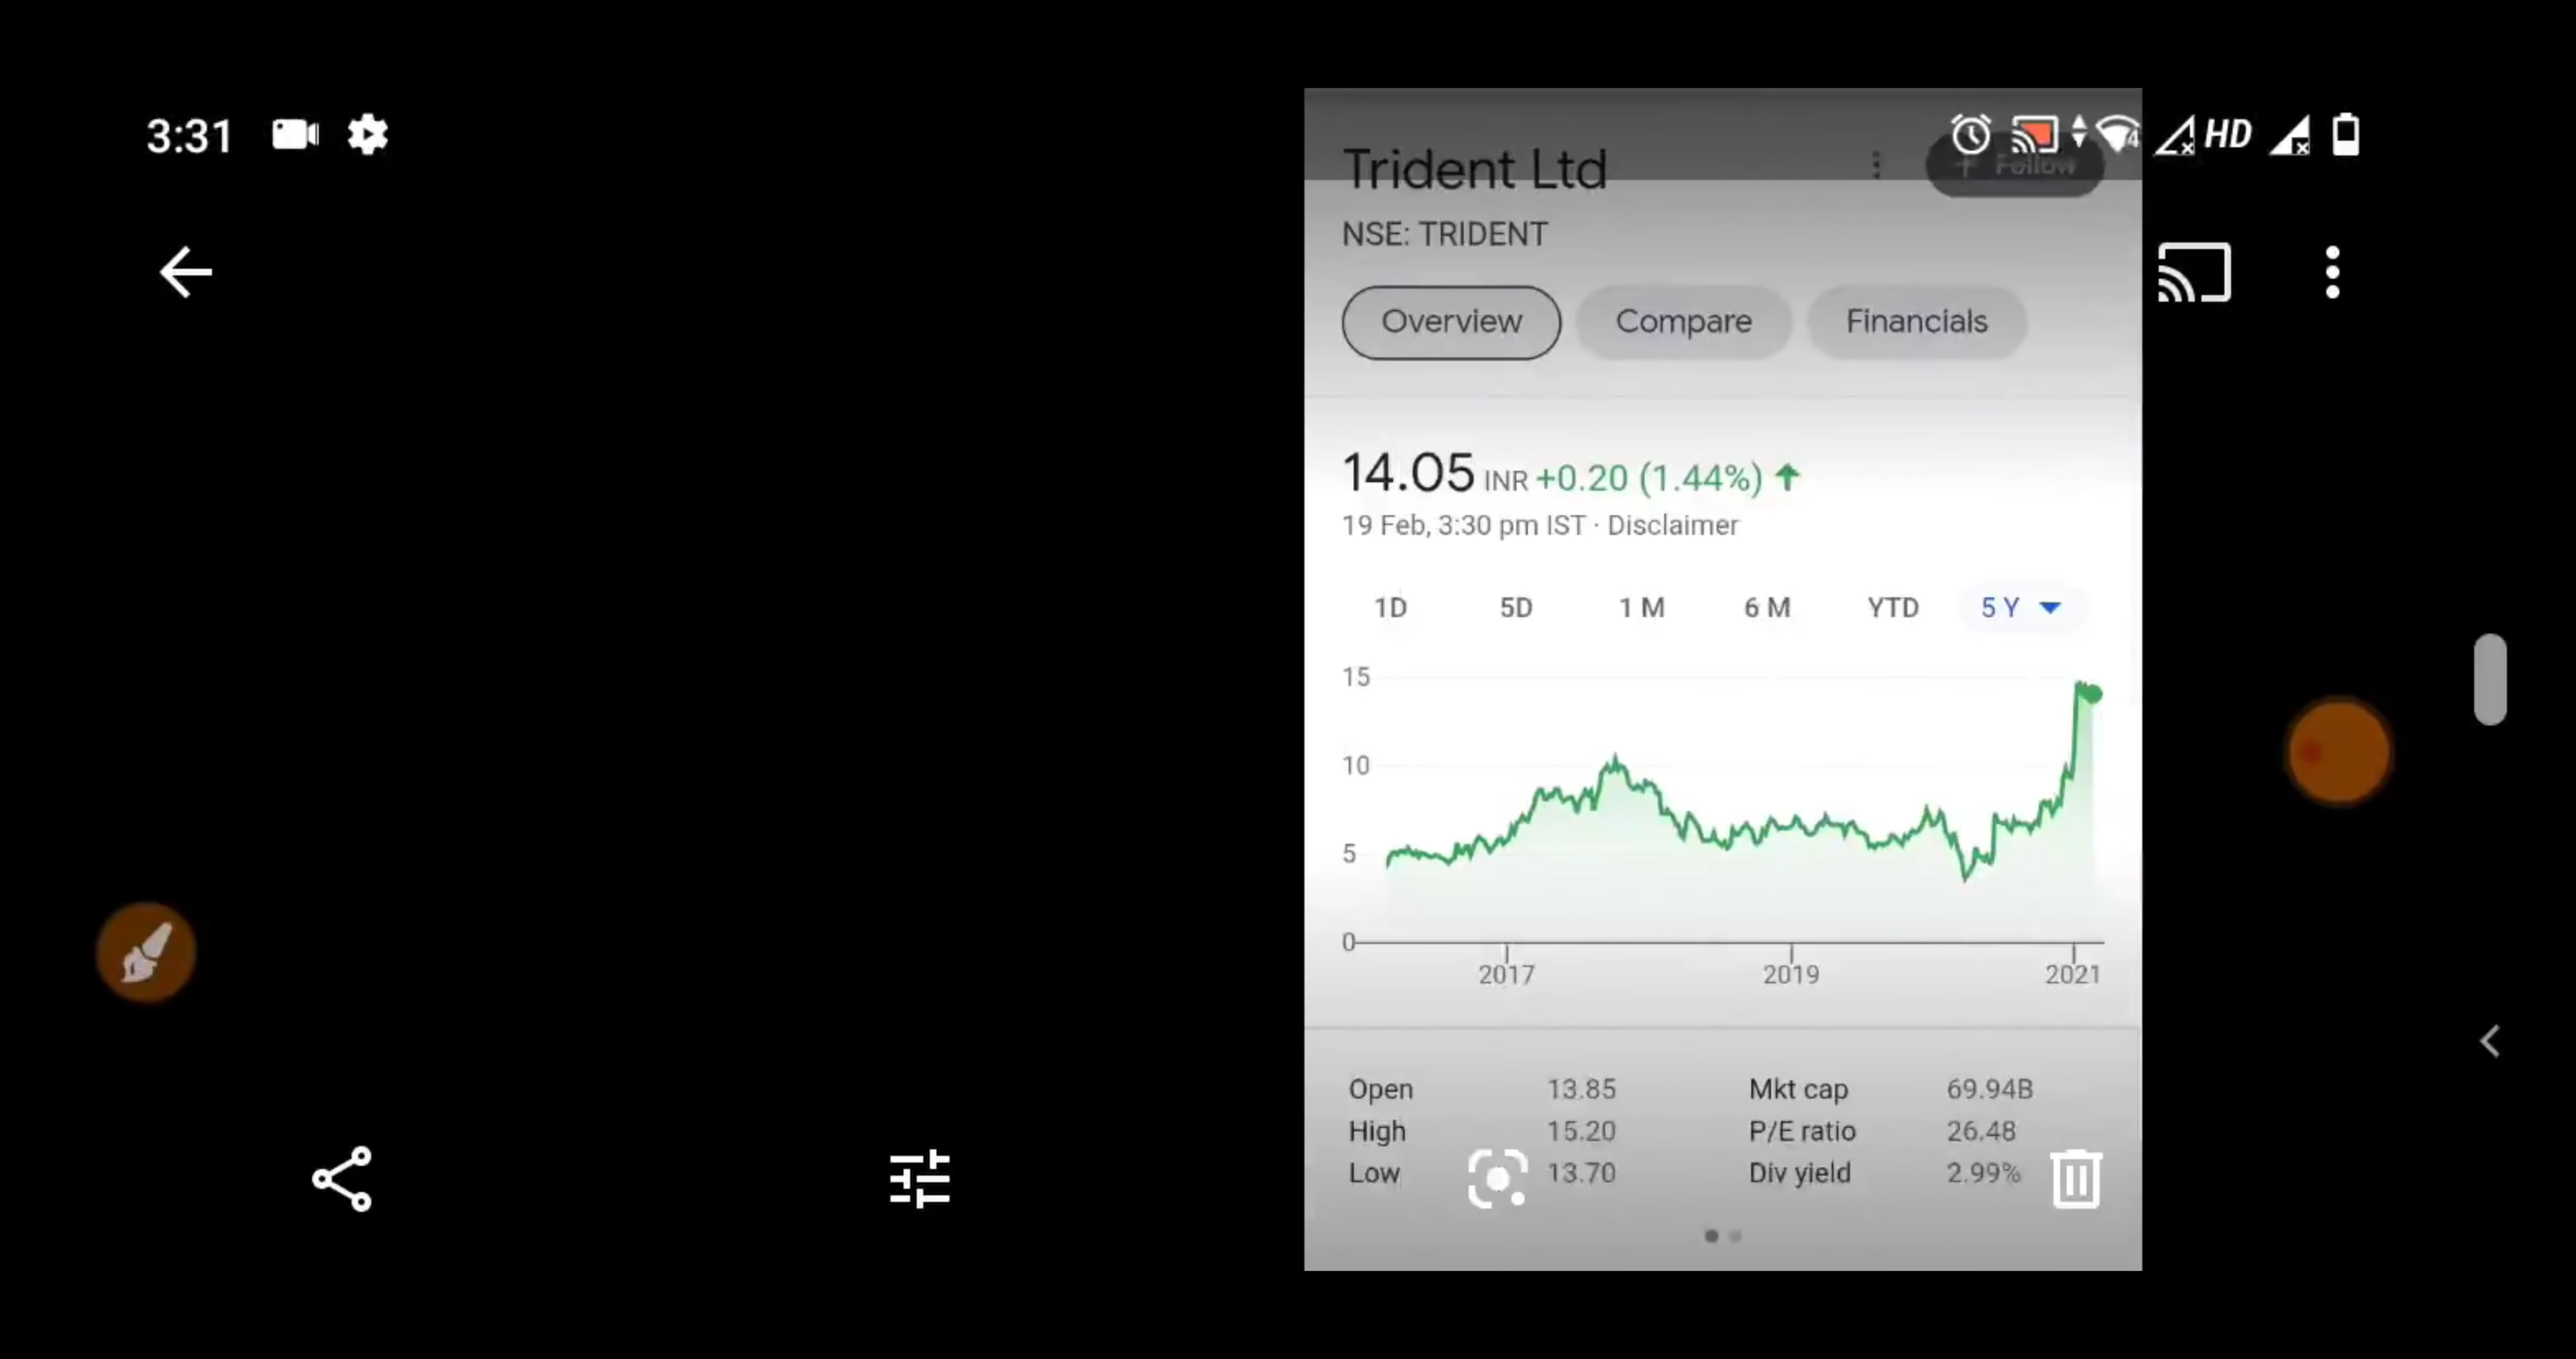 3:31
HD
Trident Ltd
Follow
NSE: TRIDENT
Overview Compare Financials
14.05 INR +0.20 (1.44%)
19 Feb, 3:30 pm IST · Disclaimer
1D 5D 1 M 6 M YTD 5 Y
15
10
5
0
2017 2019 2021
Open 13.85 Mkt cap 69.94B
High 15.20 P/E ratio 26.48
Low 13.70 Div yield 2.99%